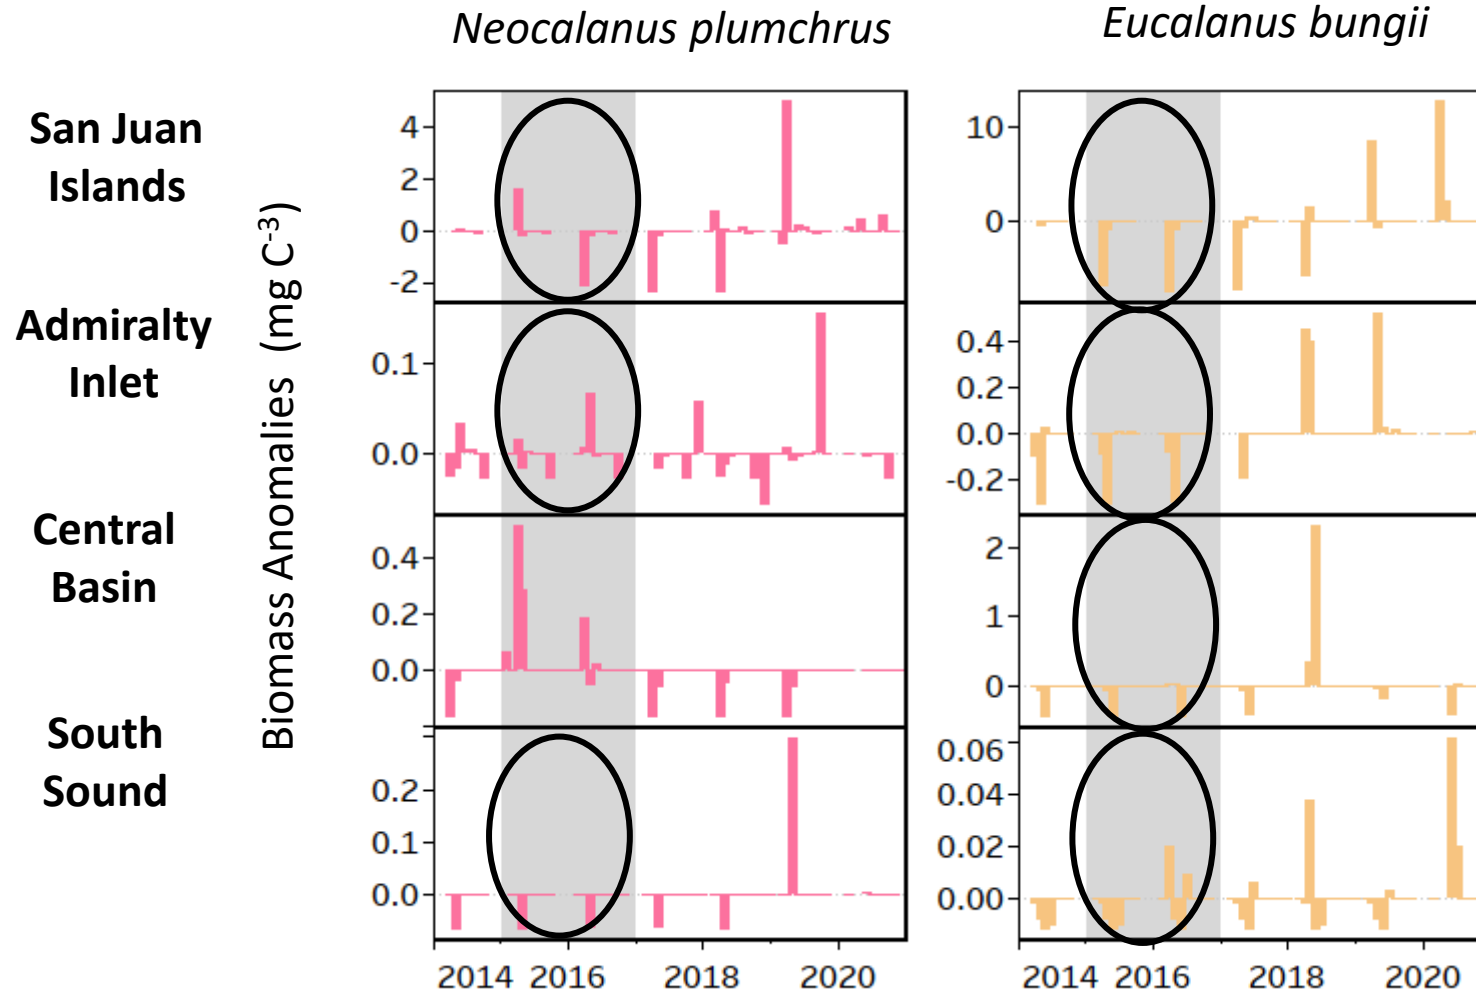 Neocalanus plumchrus
Eucalanus bungii
San Juan
Islands
Admiralty
Inlet
Central
Basin
South
Sound
Biomass Anomalies (mg C-3)
4
2
0
-2
0.1
0.0
0.4
0.2
0.0
0.2
0.1
0.0
2014 2016 2018 2020
10
0
0.4
0.2
0.0
-0.2
2
1
0
0.06
0.04
0.02
0.00
2014 2016 2018 2020